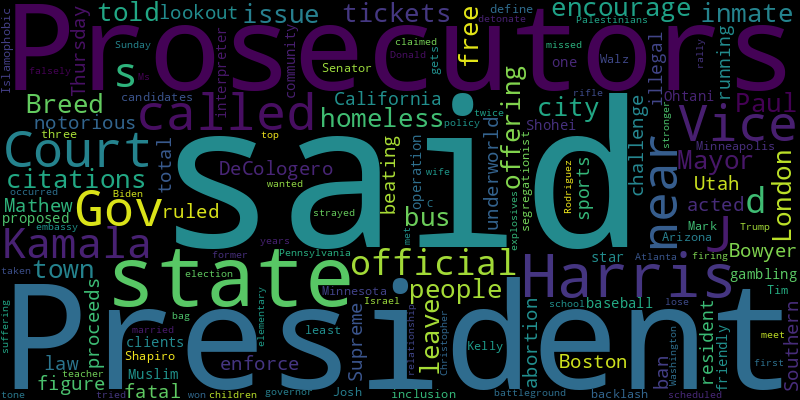 Prosecutors
said
President
state
Harris
Kamala
Vice
Gov
Court
called
official
near
J
s
d
told
lookout
issue
tickets
encourage
inmate
Islamophobic
Thursday
Sunday
falsely
Ms
interpreter
community
gets
claimed
Donald
detonate
free
define
Palestinians
missed
one
Walz
rally
illegal
running
Senator
Breed
candidates
California
homeless
offering
city
rifle
Shohei
Ohtani
Paul
notorious
three
top
policy
twice
challenge
stronger
Minneapolis
citations
total
DeCologero
beating
operation
underworld
segregationist
sports
Rodriguez
Mayor
Utah
London
Mathew
occurred
Biden
wanted
wife
proposed
embassy
ruled
strayed
c
bus
met
explosives
acted
Mark
Trump
Arizona
firing
Bowyer
former
years
Pennsylvania
star
Atlanta
gambling
town
taken
election
Israel
people
Tim
Minnesota
leave
relationship
Christopher
school
baseball
lose
Washington
resident
friendly
meet
first
Southern
suffering
proceeds
bag
elementary
married
clients
least
Supreme
abortion
law
Shapiro
enforce
Kelly
Boston
ban
figure
teacher
Muslim
fatal
tone
tried
won
children
governor
Josh
inclusion
battleground
backlash
scheduled